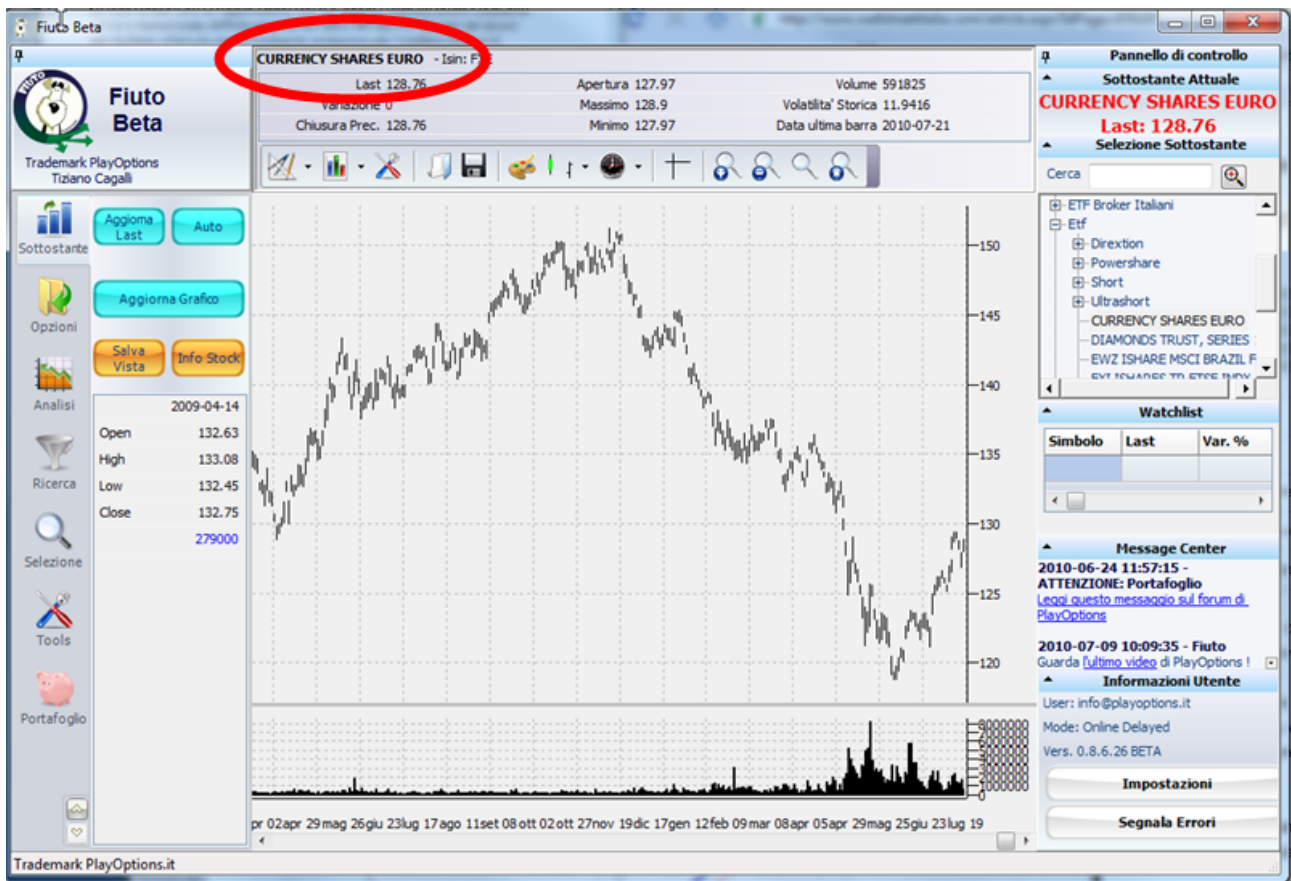 Fiuto Beta
FIUTO
Fiuto
Beta
Trademark PlayOptions
Tiziano Cagalli
CURRENCY SHARES EURO - Isin:
Last 128.76 Apertura 127.97 Volume 591825
Variazione 0 Massimo 128.9 Volatilita' Storica 11.9416
Chiusura Prec. 128.76 Minimo 127.97 Data ultima barra 2010-07-21
Sottostante
Opzioni
Analisi
Ricerca
Selezione
Tools
Portafoglio
Aggiorna Last
Auto
Aggiorna Grafico
Salva Vista
Info Stock
2009-04-14
Open 132.63
High 133.08
Low 132.45
Close 132.75
279000
150
145
140
135
130
125
120
8000000
1000000
0
pr 02apr 29mag 26giu 23lug 17ago 11set 08ott 02ott 27nov 19dic 17gen 12feb 09mar 08apr 05apr 29mag 25giu 23lug 19
Pannello di controllo
Sottostante Attuale
CURRENCY SHARES EURO
Last: 128.76
Selezione Sottostante
Cerca
ETF Broker Italiani
Etf
Dirextion
Powershare
Short
Ultrashort
CURRENCY SHARES EURO
DIAMONDS TRUST, SERIES
EWZ ISHARE MSCI BRAZIL F
Watchlist
Simbolo Last Var. %
Message Center
2010-06-24 11:57:15 -
ATTENZIONE: Portafoglio
Leggi questo messaggio sul forum di
PlayOptions
2010-07-09 10:09:35 - Fiuto
Guarda l'ultimo video di PlayOptions !
Informazioni Utente
User: info@playoptions.it
Mode: Online Delayed
Vers. 0.8.6.26 BETA
Impostazioni
Segnala Errori
Trademark PlayOptions.it